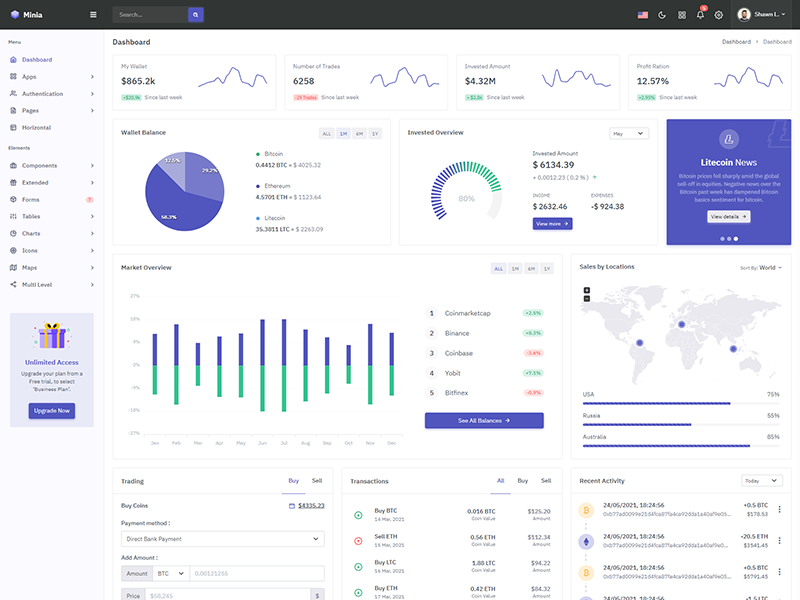 Minia
Search...
5
Shawn L.
Menu
Dashboard
Apps
Authentication
Pages
Horizontal
Elements
Components
Extended
Forms
7
Tables
Charts
Icons
Maps
Multi Level
Unlimited Access
Upgrade your plan from a
Free trial, to select
'Business Plan'.
Upgrade Now
Dashboard
Dashboard > Dashboard
My Wallet
$865.2k
+$20.9k Since last week
Number of Trades
6258
-29 Trades Since last week
Invested Amount
$4.32M
+ $2.8k Since last week
Profit Ration
12.57%
+2.95% Since last week
Wallet Balance
ALL 1M 6M 1Y
12.5%
29.2%
58.3%
Bitcoin
0.4412 BTC = $ 4025.32
Ethereum
4.5701 ETH = $ 1123.64
Litecoin
35.3811 LTC = $ 2263.09
Invested Overview
May
80%
Invested Amount
$ 6134.39
+ 0.0012.23 ( 0.2 % )
INCOME EXPENSES
$ 2632.46 -$ 924.38
View more
Litecoin News
Bitcoin prices fell sharply amid the global
sell-off in equities. Negative news over the
Bitcoin past week has dampened Bitcoin
basics sentiment for bitcoin.
View details
Market Overview
ALL 1M 6M 1Y
27%
18%
9%
0%
-9%
-18%
-27%
Jan Feb Mar Apr May Jun Jul Aug Sep Oct Nov Dec
1 Coinmarketcap +2.5%
2 Binance +8.3%
3 Coinbase -3.6%
4 Yobit +7.1%
5 Bitfinex -0.9%
See All Balances
Sales by Locations
Sort By: World
+
USA 75%
Russia 55%
Australia 85%
Trading
Buy Sell
Buy Coins
$4335.23
Payment method :
Direct Bank Payment
Add Amount :
Amount BTC 0.00121255
Price $58,245 $
Transactions
All Buy Sell
Buy BTC 0.016 BTC $125.20
14 Mar, 2021 Coin Value Amount
Sell ETH 0.56 ETH $112.34
15 Mar, 2021 Coin Value Amount
Buy LTC 1.88 LTC $94.22
16 Mar, 2021 Coin Value Amount
Buy ETH 0.42 ETH $84.32
17 Mar, 2021 Coin Value Amount
Recent Activity
Today
24/05/2021, 18:24:56 +0.5 BTC
0xb77ad0099e21d4fca87fa4ca92dda1a40af9e05... $178.53
24/05/2021, 18:24:56 -20.5 ETH
0xb77ad0099e21d4fca87fa4ca92dda1a40af9e0... $3541.45
24/05/2021, 18:24:56 +0.5 BTC
0xb77ad0099e21d4fca87fa4ca92dda1a40af9e05... $5791.45
24/05/2021, 18:24:56